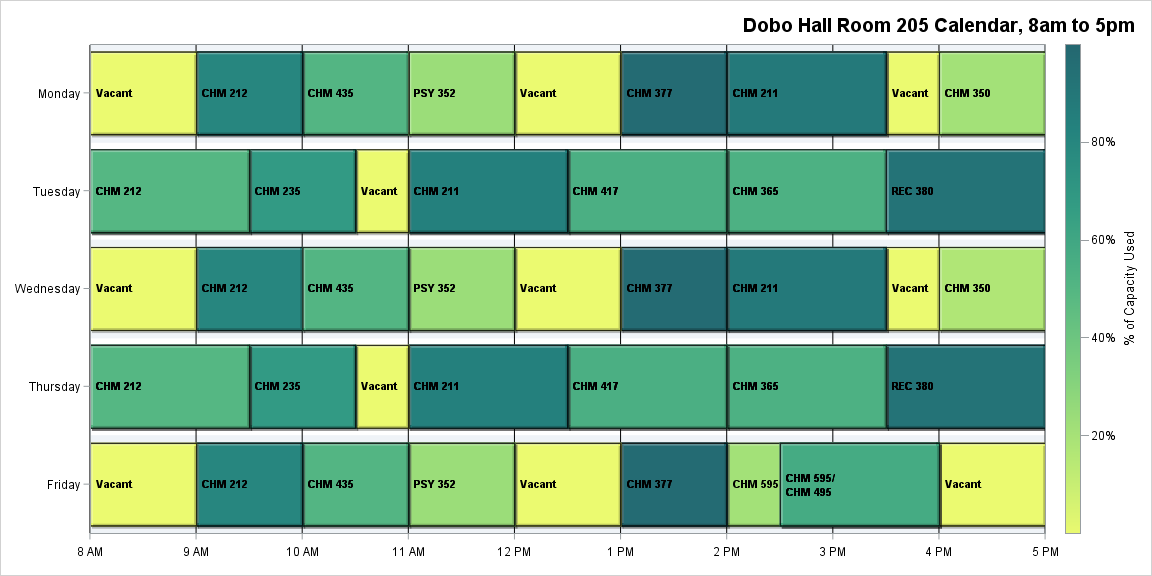 Dobo Hall Room 205 Calendar, 8am to 5pm
Monday
Vacant
CHM 212
CHM 435
PSY 352
Vacant
CHM 377
CHM 211
Vacant
CHM 350
Tuesday
CHM 212
CHM 235
Vacant
CHM 211
CHM 417
CHM 365
REC 380
Wednesday
Vacant
CHM 212
CHM 435
PSY 352
Vacant
CHM 377
CHM 211
Vacant
CHM 350
Thursday
CHM 212
CHM 235
Vacant
CHM 211
CHM 417
CHM 365
REC 380
Friday
Vacant
CHM 212
CHM 435
PSY 352
Vacant
CHM 377
CHM 595
CHM 595/
CHM 495
Vacant
8 AM
9 AM
10 AM
11 AM
12 PM
1 PM
2 PM
3 PM
4 PM
5 PM
80%
60%
40%
20%
% of Capacity Used